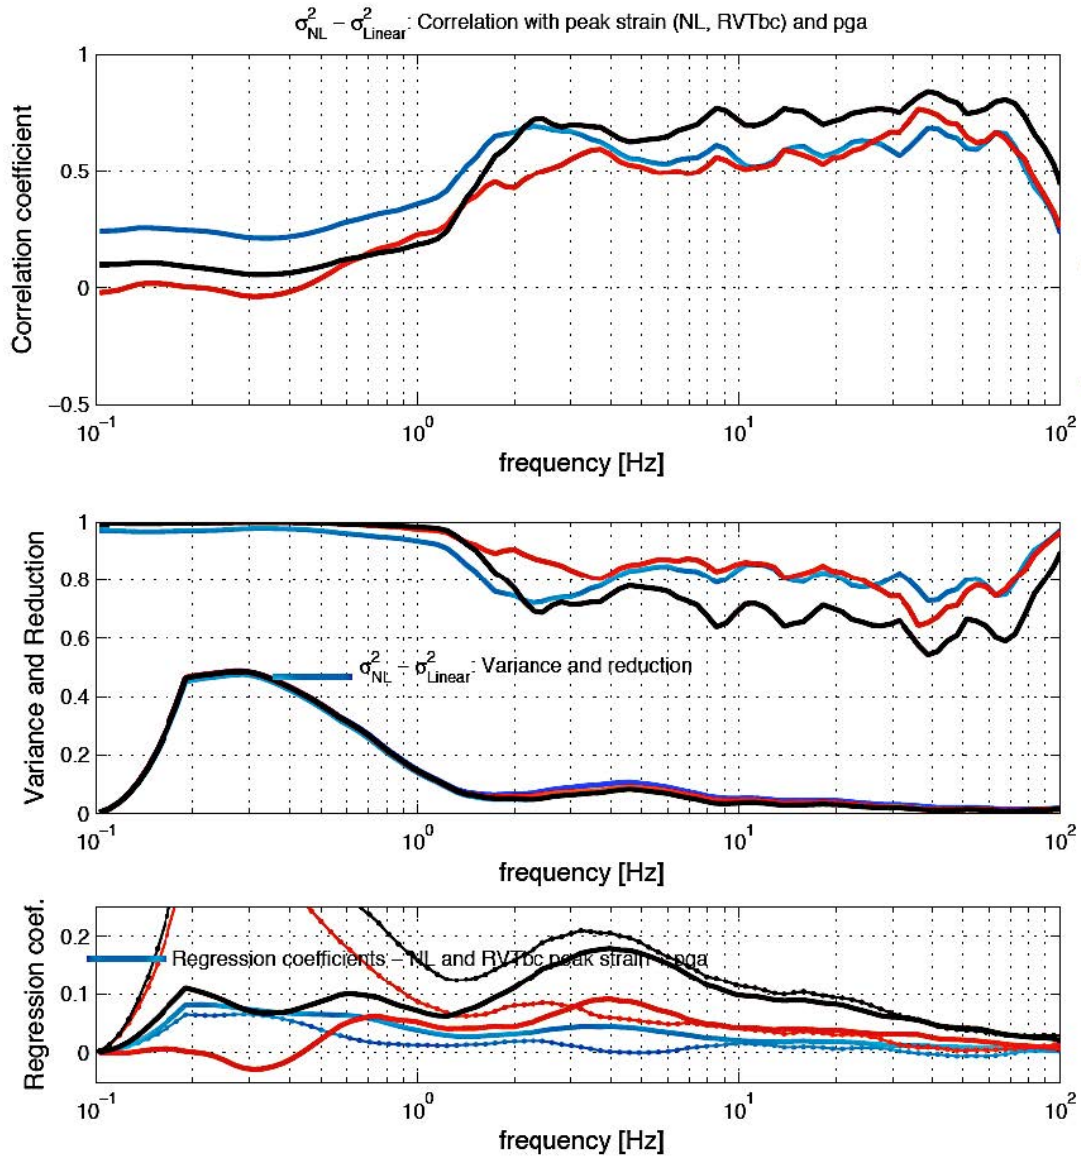 σ²NL − σ²Linear: Correlation with peak strain (NL, RVTbc) and pga
1
0.5
0
−0.5
Correlation coefficient
10⁻¹ 10⁰ 10¹ 10²
frequency [Hz]
1
0.8
0.6
0.4
0.2
0
Variance and Reduction
σ²NL − σ²Linear: Variance and reduction
10⁻¹ 10⁰ 10¹ 10²
frequency [Hz]
0.2
0.1
0
Regression coef.
Regression coefficients − NL and RVTbc peak strain pga
10⁻¹ 10⁰ 10¹ 10²
frequency [Hz]